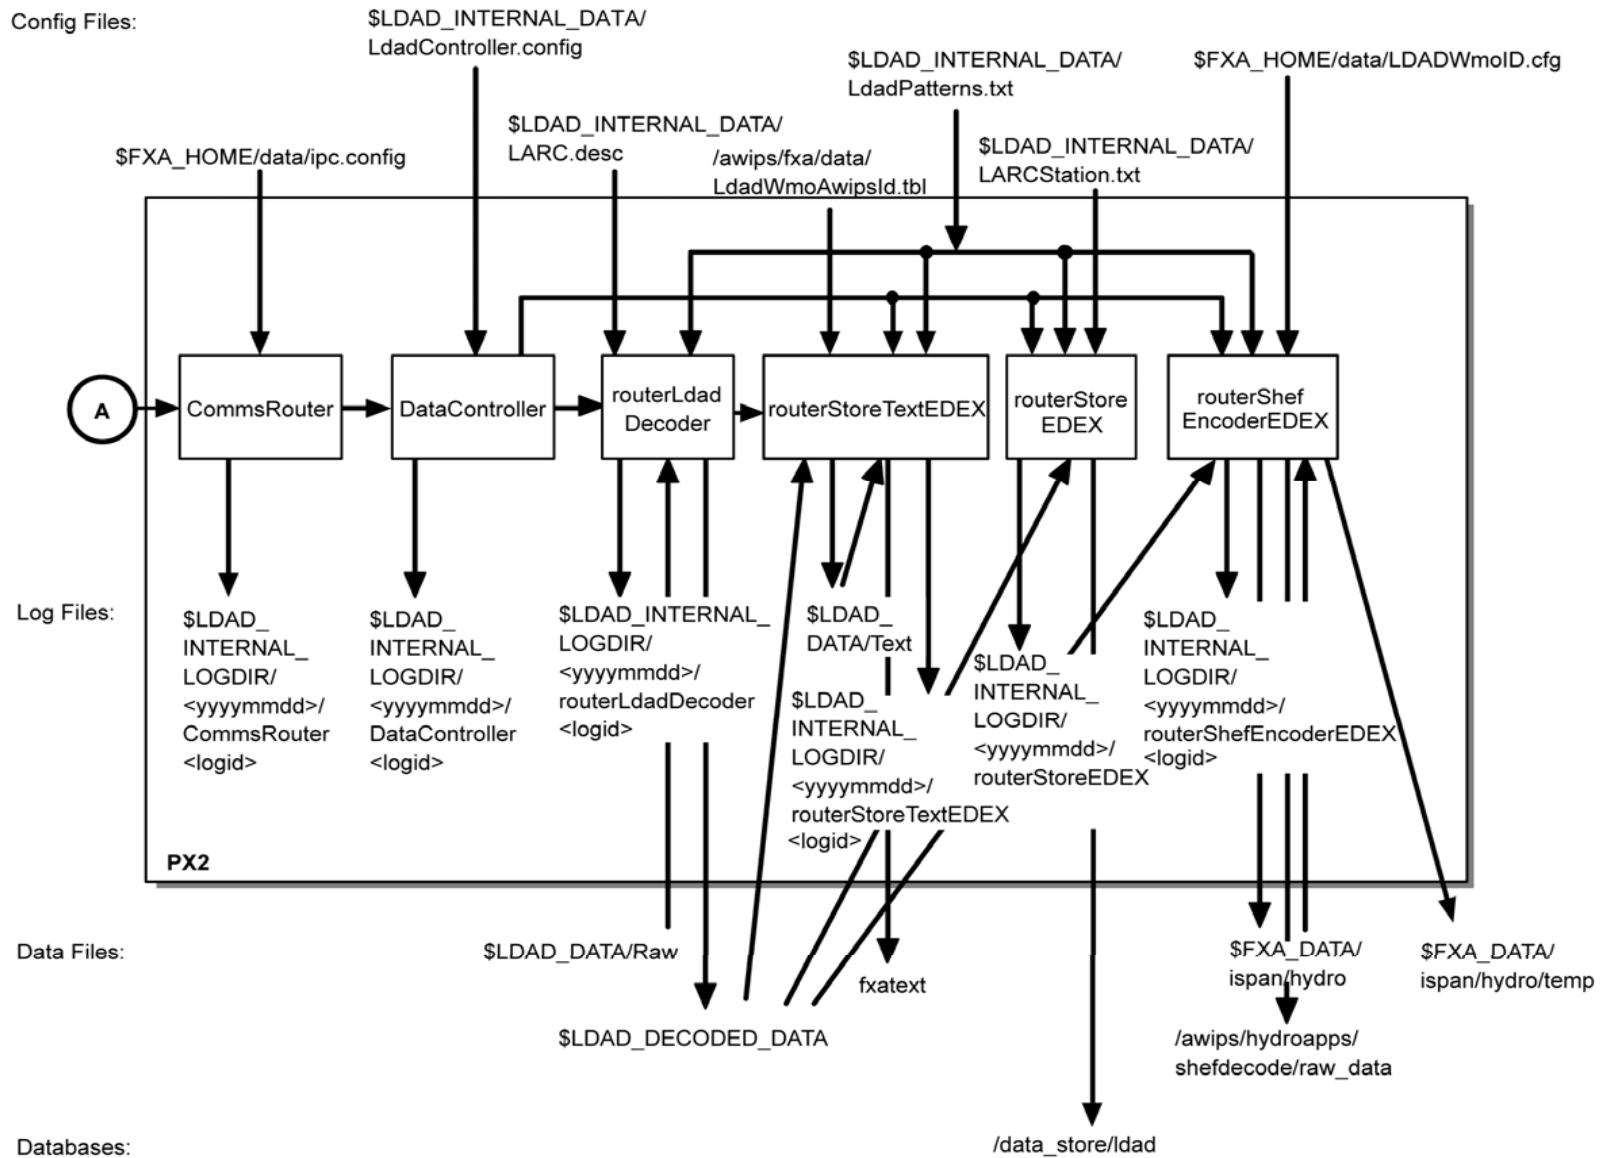 Config Files:
$LDAD_INTERNAL_DATA/
LdadController.config
$LDAD_INTERNAL_DATA/
LdadPatterns.txt
$FXA_HOME/data/LDADWmoID.cfg
$LDAD_INTERNAL_DATA/
LARC.desc
$FXA_HOME/data/ipc.config
/awips/fxa/data/
LdadWmoAwipsId.tbl
$LDAD_INTERNAL_DATA/
LARCStation.txt
A
CommsRouter
DataController
routerLdad
Decoder
routerStoreTextEDEX
routerStore
EDEX
routerShef
EncoderEDEX
Log Files:
$LDAD_
INTERNAL_
LOGDIR/
<yyyymmdd>/
CommsRouter
<logid>
$LDAD_
INTERNAL_
LOGDIR/
<yyyymmdd>/
DataController
<logid>
$LDAD_INTERNAL_
LOGDIR/
<yyyymmdd>/
routerLdadDecoder
<logid>
$LDAD_
DATA/Text
$LDAD_
INTERNAL_
LOGDIR/
<yyyymmdd>/
routerStoreTextEDEX
<logid>
$LDAD_
INTERNAL_
LOGDIR/
<yyyymmdd>/
routerStoreEDEX
$LDAD_
INTERNAL_
LOGDIR/
<yyyymmdd>/
routerShefEncoderEDEX
<logid>
PX2
Data Files:
$LDAD_DATA/Raw
$LDAD_DECODED_DATA
fxatext
$FXA_DATA/
ispan/hydro
/awips/hydroapps/
shefdecode/raw_data
$FXA_DATA/
ispan/hydro/temp
Databases:
/data_store/ldad